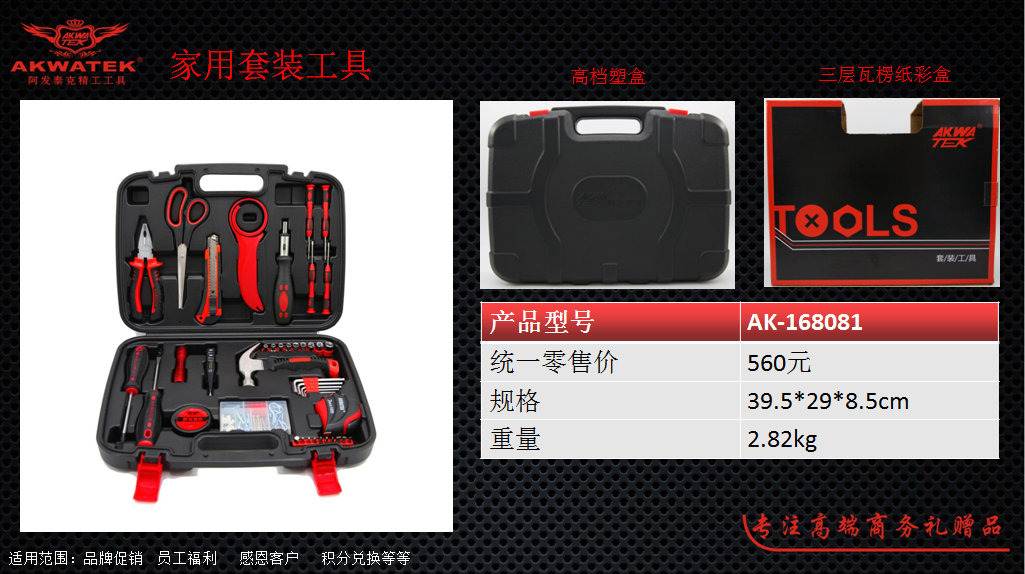 AKWA
TEK
AKWATEK®
阿发泰克精工工具
家用套装工具
高档塑盒
三层瓦楞纸彩盒
AKWA
TEK
TOOLS
套/装/工/具
产品型号 AK-168081
统一零售价 560元
规格 39.5*29*8.5cm
重量 2.82kg
专注高端商务礼赠品
适用范围：品牌促销 员工福利 感恩客户 积分兑换等等